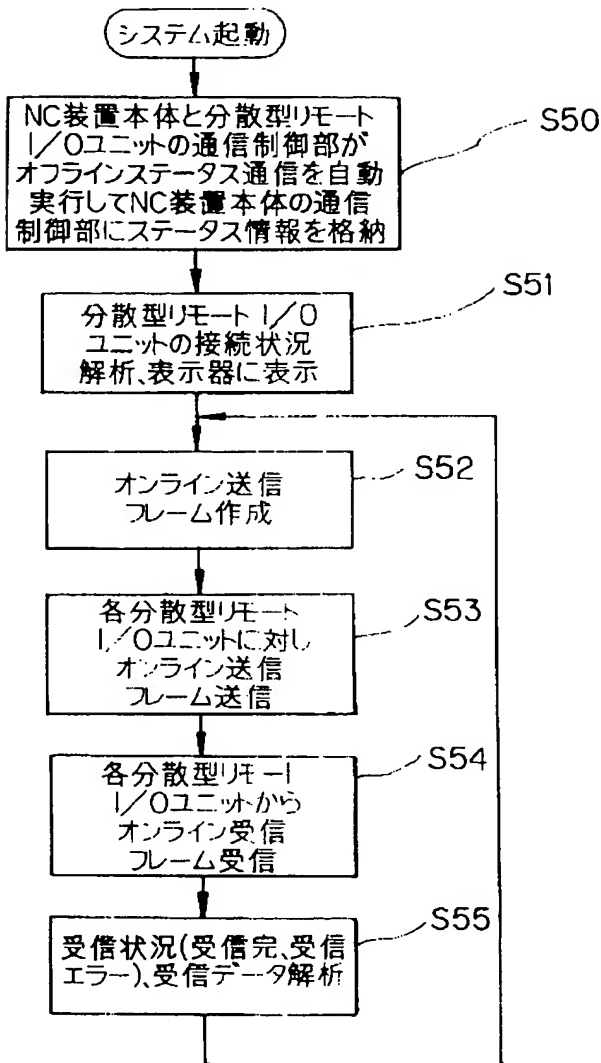 システム起動
NC装置本体と分散型リモート
I/Oユニットの通信制御部が
オフラインステータス通信を自動
実行してNC装置本体の通信
制御部にステータス情報を格納
S50
分散型リモート I/O
ユニットの接続状況
解析、表示器に表示
S51
オンライン送信
フレーム作成
S52
各分散型リモート
I/Oユニットに対し
オンライン送信
フレーム送信
S53
各分散型リモート
I/Oユニットから
オンライン受信
フレーム受信
S54
受信状況(受信完、受信
エラー)、受信データ解析
S55